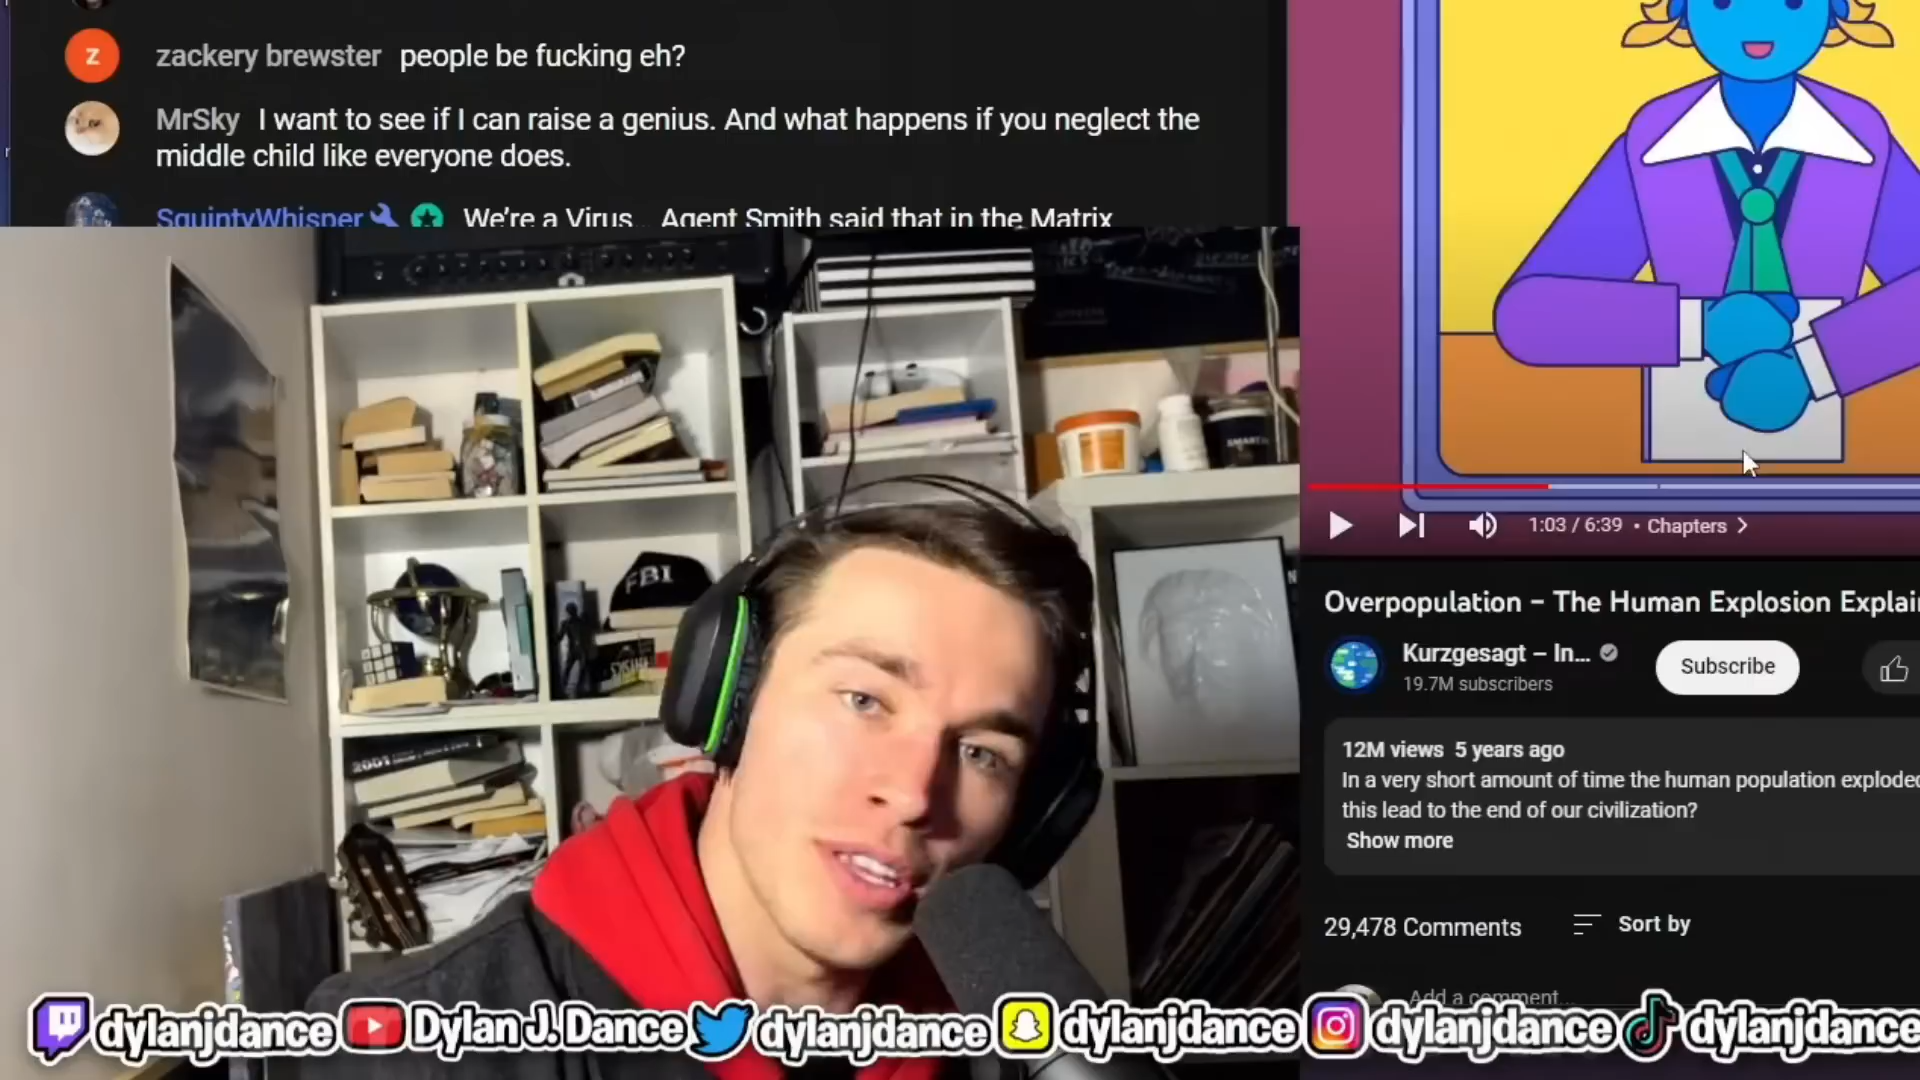 zackery brewster people be fucking eh?
MrSky I want to see if I can raise a genius. And what happens if you neglect the
middle child like everyone does.
SquintyWhisper We're a Virus... Agent Smith said that in the Matrix
Z
FBI
2001
1:03 / 6:39 • Chapters
Overpopulation – The Human Explosion
Kurzgesagt – In...
19.7M subscribers
Subscribe
12M views 5 years ago
In a very short amount of time the human population exploded
this lead to the end of our civilization?
Show more
29,478 Comments
Sort by
Add a comment...
dylanjdance Dylan J. Dance dylanjdance dylanjdance dylanjdance dylanjdance